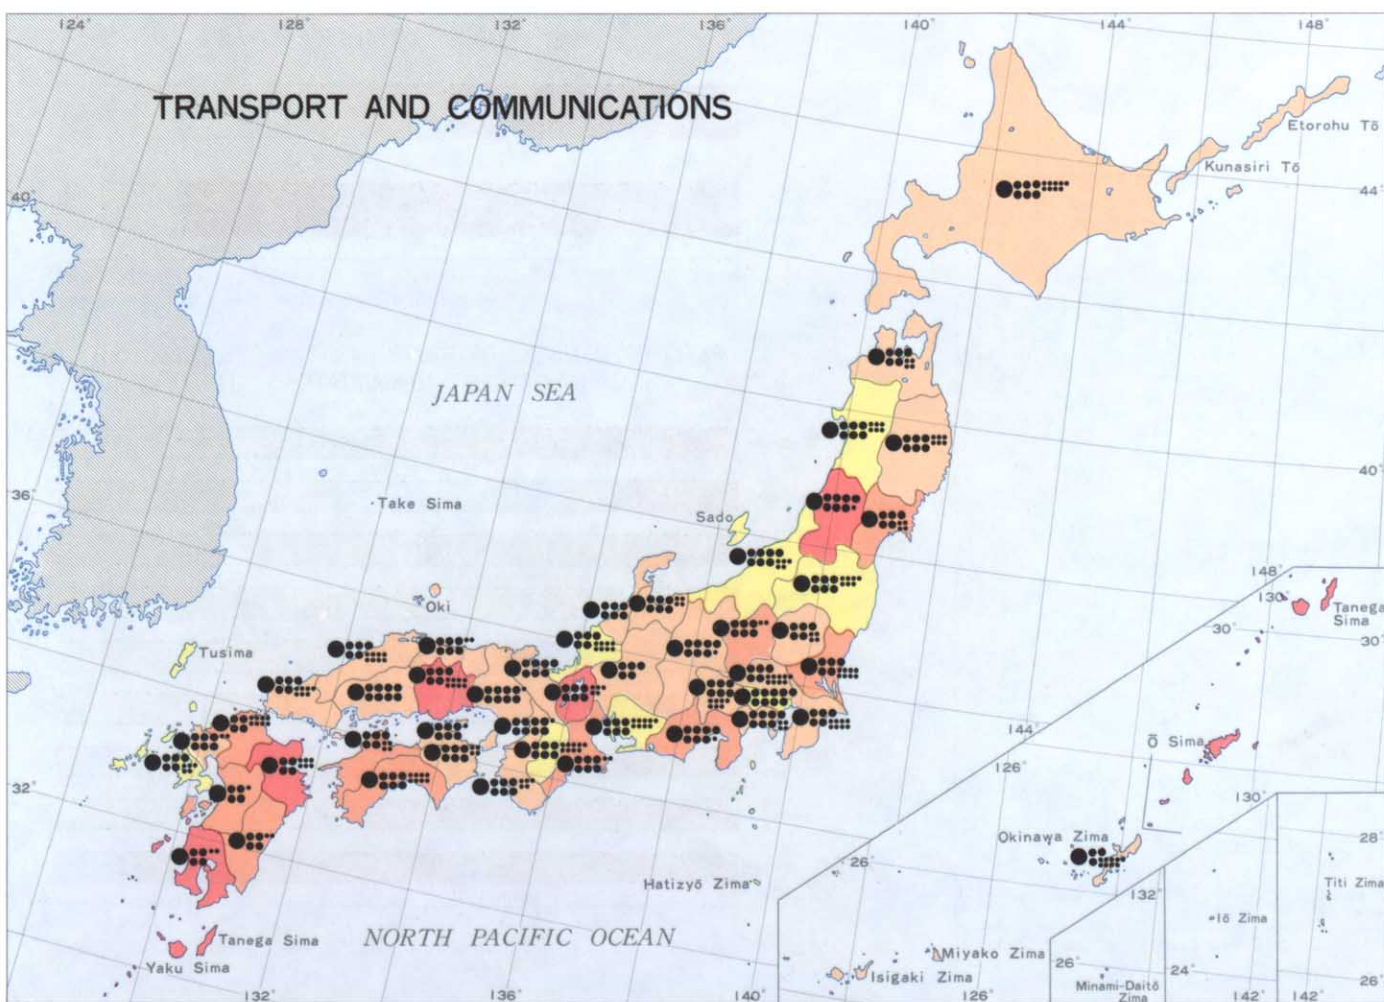 124° 128° 132° 136° 140° 144° 148°
TRANSPORT AND COMMUNICATIONS
Etorohu Tō
Kunasiri Tō
44°
40°
JAPAN SEA
40°
36°
Take Sima
Sado
Oki
148°
130°
Tanega
Sima
30°
30°
36°
Tusima
144°
Ō Sima
126°
32°
130°
Okinawa Zima
28°
28°
26°
Hatizyō Zima
132°
Titi Zima
Iō Zima
Tanega Sima
NORTH PACIFIC OCEAN
Miyako Zima
Yaku Sima
Isigaki Zima
26°
24°
26°
Minami-Daitō
Zima
132° 136° 140° 126° 142° 142°